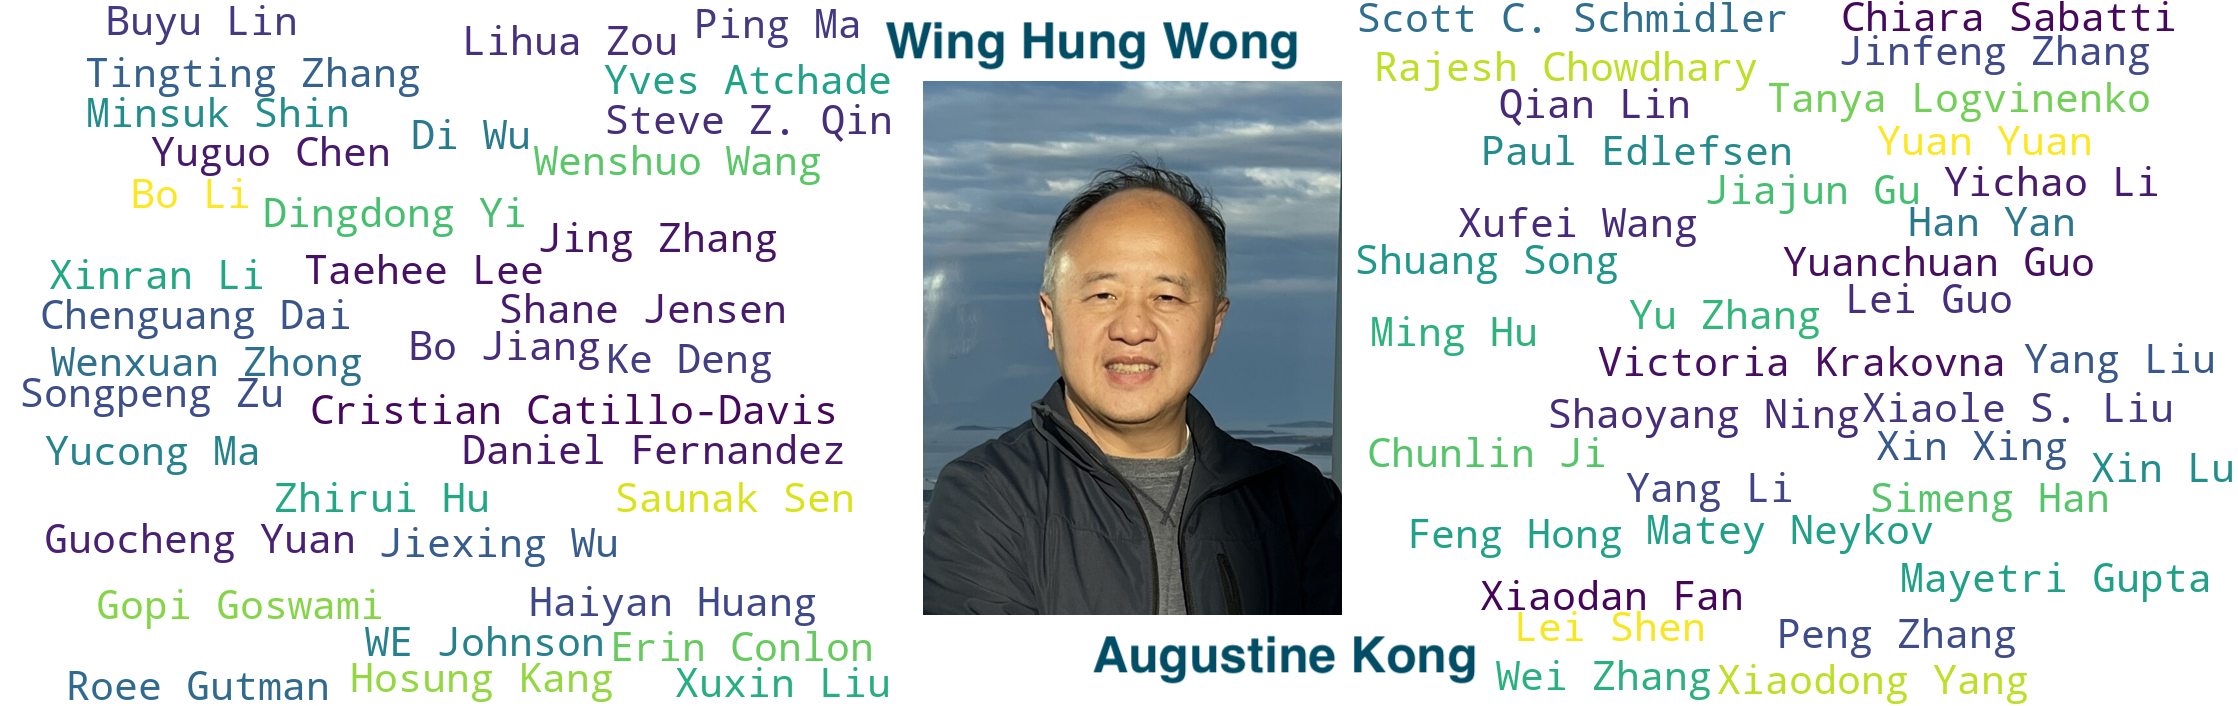 Buyu Lin
Lihua Zou
Ping Ma
Wing Hung Wong
Scott C. Schmidler
Chiara Sabatti
Tingting Zhang
Yves Atchade
Rajesh Chowdhary
Jinfeng Zhang
Minsuk Shin
Di Wu
Steve Z. Qin
Qian Lin
Tanya Logvinenko
Yuguo Chen
Wenshuo Wang
Paul Edlefsen
Yuan Yuan
Bo Li
Dingdong Yi
Jiajun Gu
Yichao Li
Jing Zhang
Xufei Wang
Han Yan
Xinran Li
Taehee Lee
Shuang Song
Yuanchuan Guo
Chenguang Dai
Shane Jensen
Yu Zhang
Lei Guo
Wenxuan Zhong
Bo Jiang
Ke Deng
Ming Hu
Victoria Krakovna
Yang Liu
Songpeng Zu
Cristian Catillo-Davis
Shaoyang Ning
Xiaole S. Liu
Yucong Ma
Daniel Fernandez
Chunlin Ji
Xin Xing
Xin Lu
Zhirui Hu
Saunak Sen
Yang Li
Simeng Han
Guocheng Yuan
Jiexing Wu
Feng Hong
Matey Neykov
Gopi Goswami
Haiyan Huang
Xiaodan Fan
Mayetri Gupta
WE Johnson
Erin Conlon
Augustine Kong
Lei Shen
Peng Zhang
Roee Gutman
Hosung Kang
Xuxin Liu
Wei Zhang
Xiaodong Yang